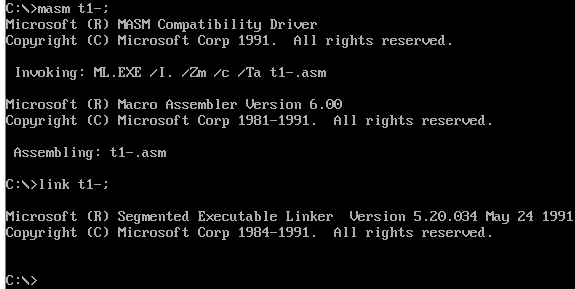 C:\>masm t1-;
Microsoft (R) MASM Compatibility Driver
Copyright (C) Microsoft Corp 1991.  All rights reserved.
 Invoking: ML.EXE /I. /Zm /c /Ta t1-.asm
Microsoft (R) Macro Assembler Version 6.00
Copyright (C) Microsoft Corp 1981-1991.  All rights reserved.
 Assembling: t1-.asm
C:\>link t1-;
Microsoft (R) Segmented Executable Linker  Version 5.20.034 May 24 1991
Copyright (C) Microsoft Corp 1984-1991.  All rights reserved.
C:\>